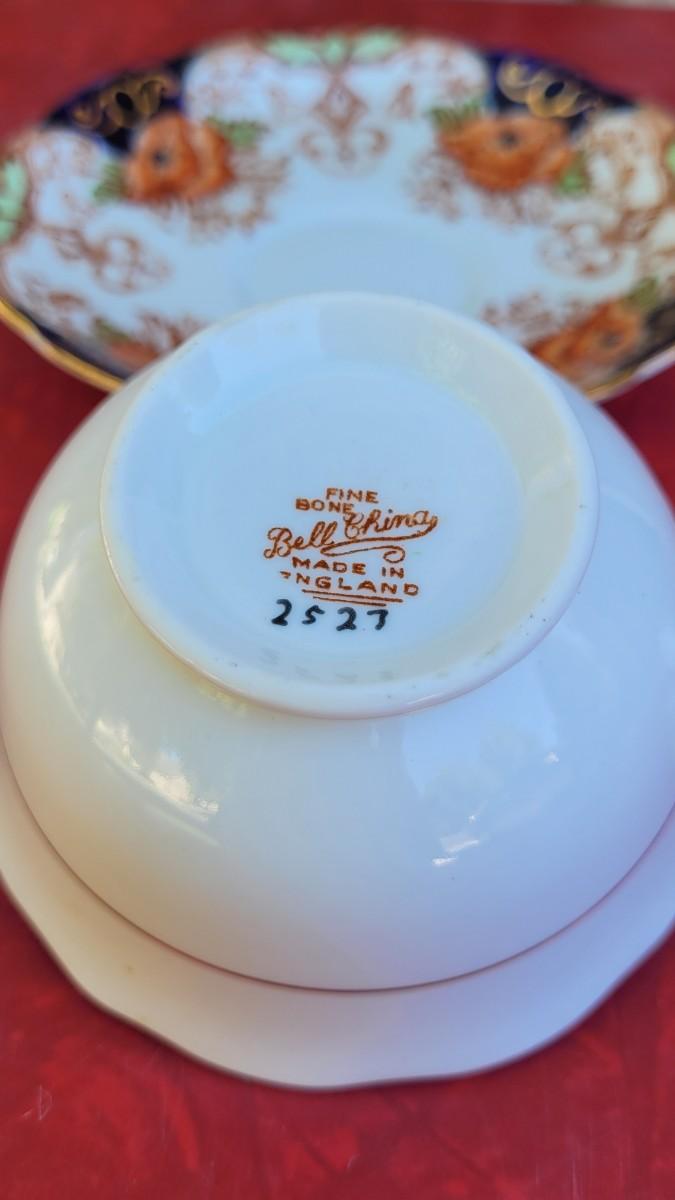 FINE
BONE
Bell China
MADE IN
ENGLAND
2527